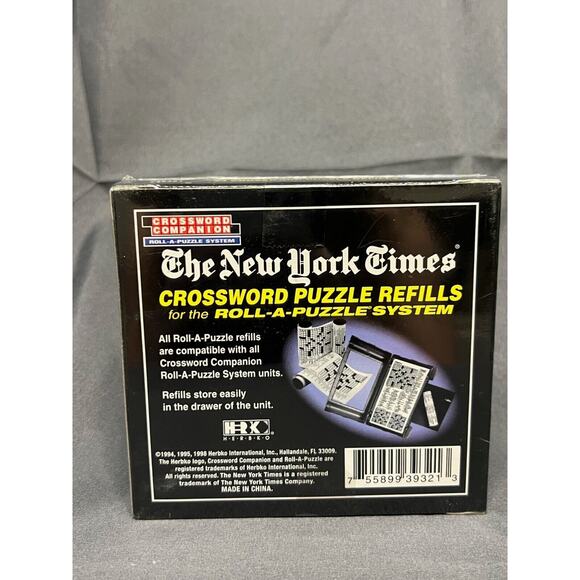 CROSSWORD
COMPANION
ROLL-A-PUZZLE SYSTEM
The New York Times®
CROSSWORD PUZZLE REFILLS
for the ROLL-A-PUZZLE SYSTEM
All Roll-A-Puzzle refills
are compatible with all
Crossword Companion
Roll-A-Puzzle System units.
Refills store easily
in the drawer of the unit.
HERKO
H·E·R·B·K·O
©1994, 1995, 1998 Herbko International, Inc., Hallandale, FL 33009.
The Herbko logo, Crossword Companion and Roll-A-Puzzle are
registered trademarks of Herbko International, Inc.
All rights reserved. The New York Times is a registered
trademark of The New York Times Company.
MADE IN CHINA.
7 55899 39321 3